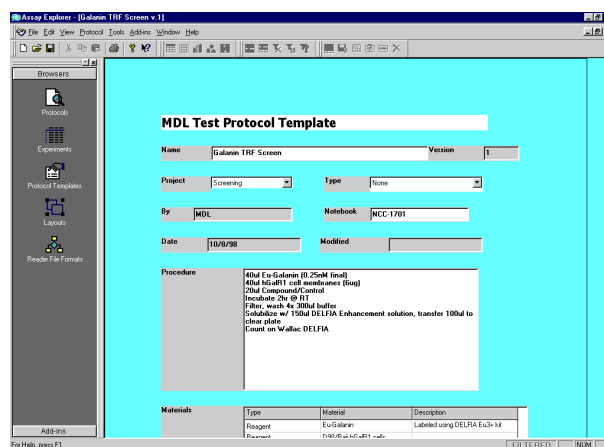 Assay Explorer - [Galanin TRF Screen v.1]
File Edit View Protocol Tools Add-ins Window Help
Browsers
Protocols
Experiments
Protocol Templates
Layouts
Reader File Formats
Add-ins
MDL Test Protocol Template
Name Galanin TRF Screen Version 1
Project Screening Type None
By MDL Notebook NCC-1701
Date 10/8/98 Modified
Procedure
40ul Eu-Galanin (0.25nM final)
40ul hGalR1 cell membranes (6ug)
20ul Compound/Control
Incubate 2hr @ RT
Filter, wash 4x 300ul buffer
Solubilize w/ 150ul DELFIA Enhancement solution, transfer 100ul to
clear plate
Count on Wallac DELFIA
Materials
Type Material Description
Reagent Eu-Galanin Labeled using DELFIA Eu3+ kit
Reagent D98/Raji hGalR1 cells
For Help, press F1 FILTERED NUM